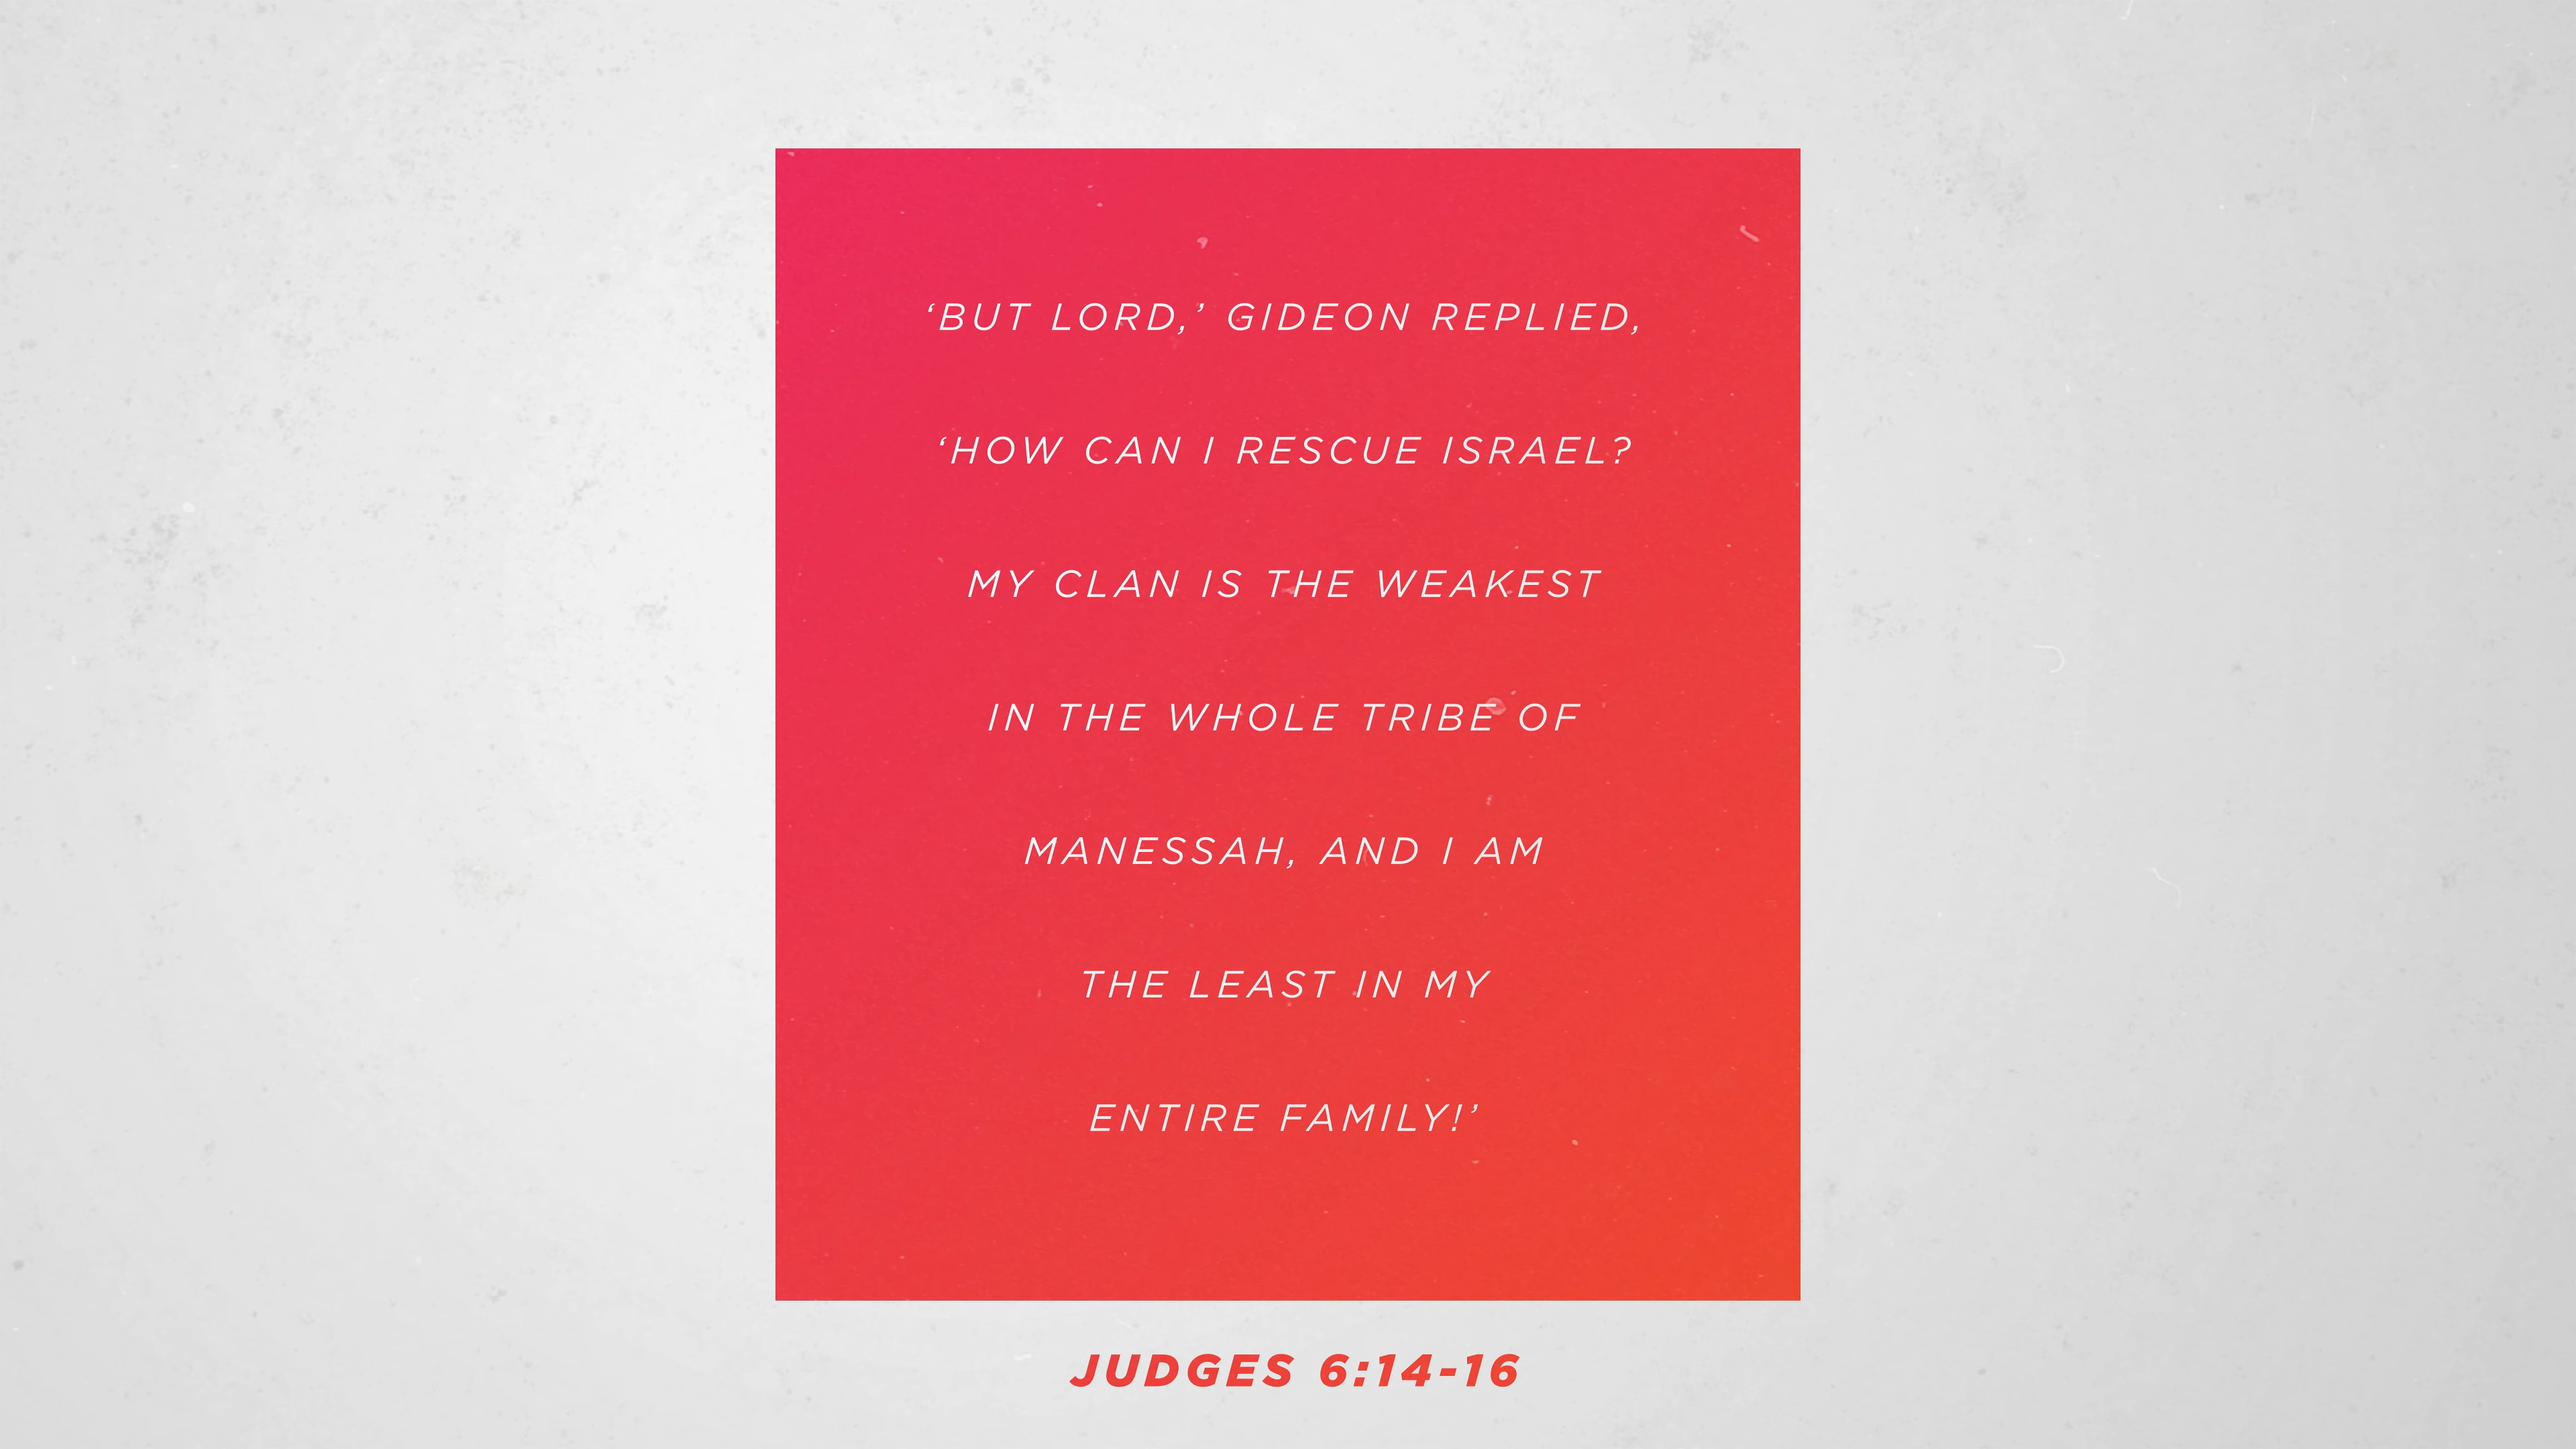 ‘BUT LORD,’ GIDEON REPLIED,
‘HOW CAN I RESCUE ISRAEL?
MY CLAN IS THE WEAKEST
IN THE WHOLE TRIBE OF
MANESSAH, AND I AM
THE LEAST IN MY
ENTIRE FAMILY!’
JUDGES 6:14-16